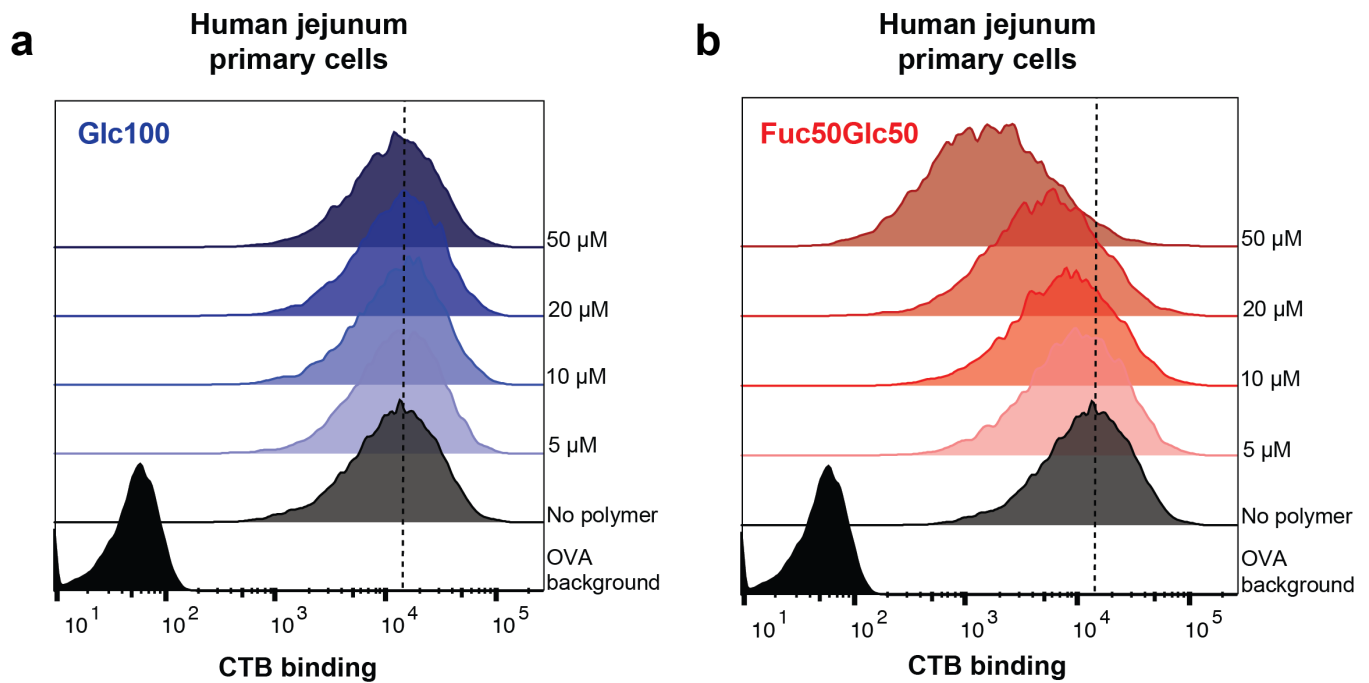 a
Human jejunum
primary cells
Glc100
50 µM
20 µM
10 µM
5 µM
No polymer
OVA
background
10¹ 10² 10³ 10⁴ 10⁵
CTB binding
b
Human jejunum
primary cells
Fuc50Glc50
50 µM
20 µM
10 µM
5 µM
No polymer
OVA
background
10¹ 10² 10³ 10⁴ 10⁵
CTB binding